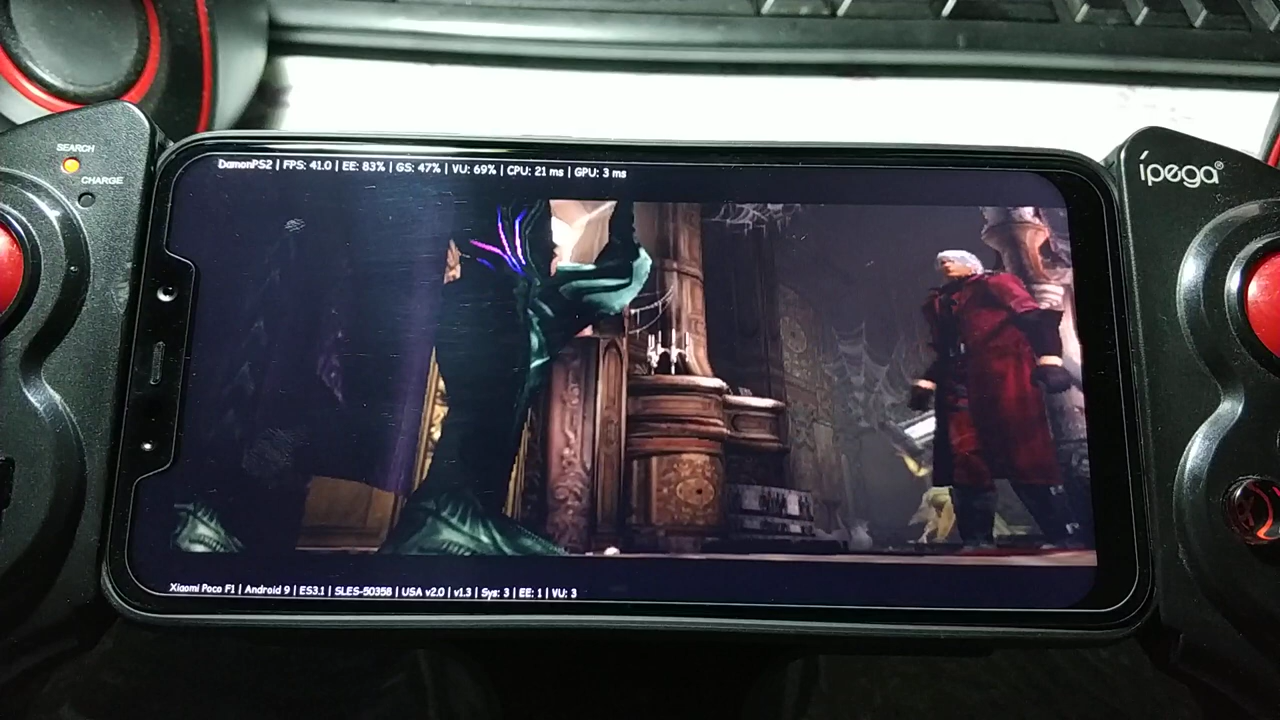 SEARCH
CHARGE
ípega®
DamonPS2 | FPS: 41.0 | EE: 83% | GS: 47% | VU: 69% | CPU: 21 ms | GPU: 3 ms
Xiaomi Poco F1 | Android 9 | ES3.1 | SLES-50358 | USA v2.0 | v1.3 | Sys: 3 | EE: 1 | VU: 3